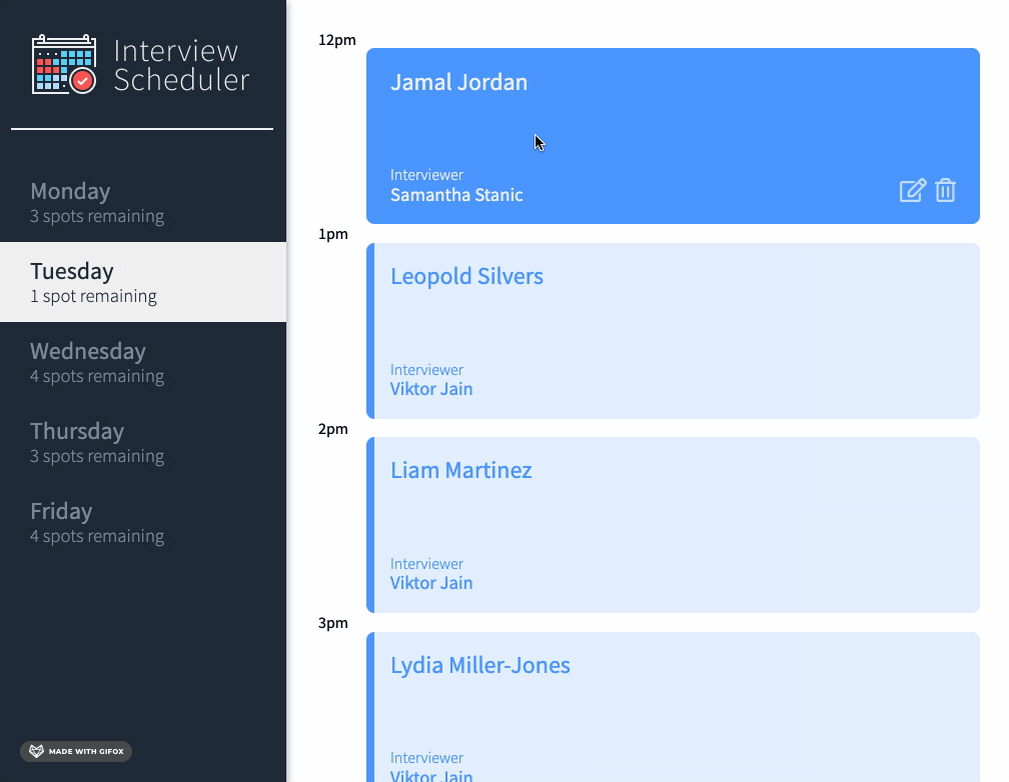 Interview
Scheduler
Monday
3 spots remaining
Tuesday
1 spot remaining
Wednesday
4 spots remaining
Thursday
3 spots remaining
Friday
4 spots remaining
MADE WITH GIFOX
12pm
Jamal Jordan
Interviewer
Samantha Stanic
1pm
Leopold Silvers
Interviewer
Viktor Jain
2pm
Liam Martinez
Interviewer
Viktor Jain
3pm
Lydia Miller-Jones
Interviewer
Viktor Jain